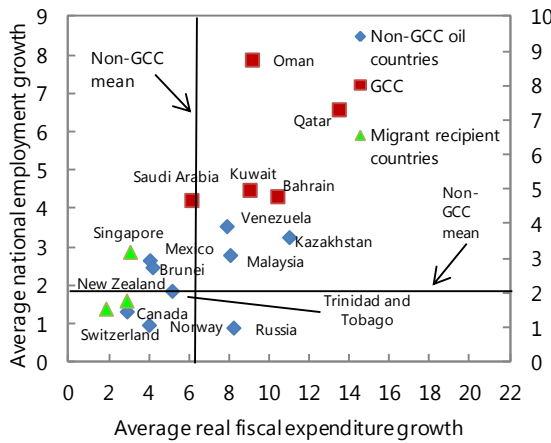 Average national employment growth
9
8
7
6
5
4
3
2
1
0
10
9
8
7
6
5
4
3
2
1
0
Non-GCC
mean
Oman
Non-GCC oil
countries
GCC
Qatar
Migrant recipient
countries
Saudi Arabia
Kuwait
Bahrain
Non-
GCC
mean
Venezuela
Kazakhstan
Singapore
Mexico
Brunei
Malaysia
New Zealand
Trinidad and
Tobago
Canada
Switzerland
Norway
Russia
0 2 4 6 8 10 12 14 16 18 20 22
Average real fiscal expenditure growth